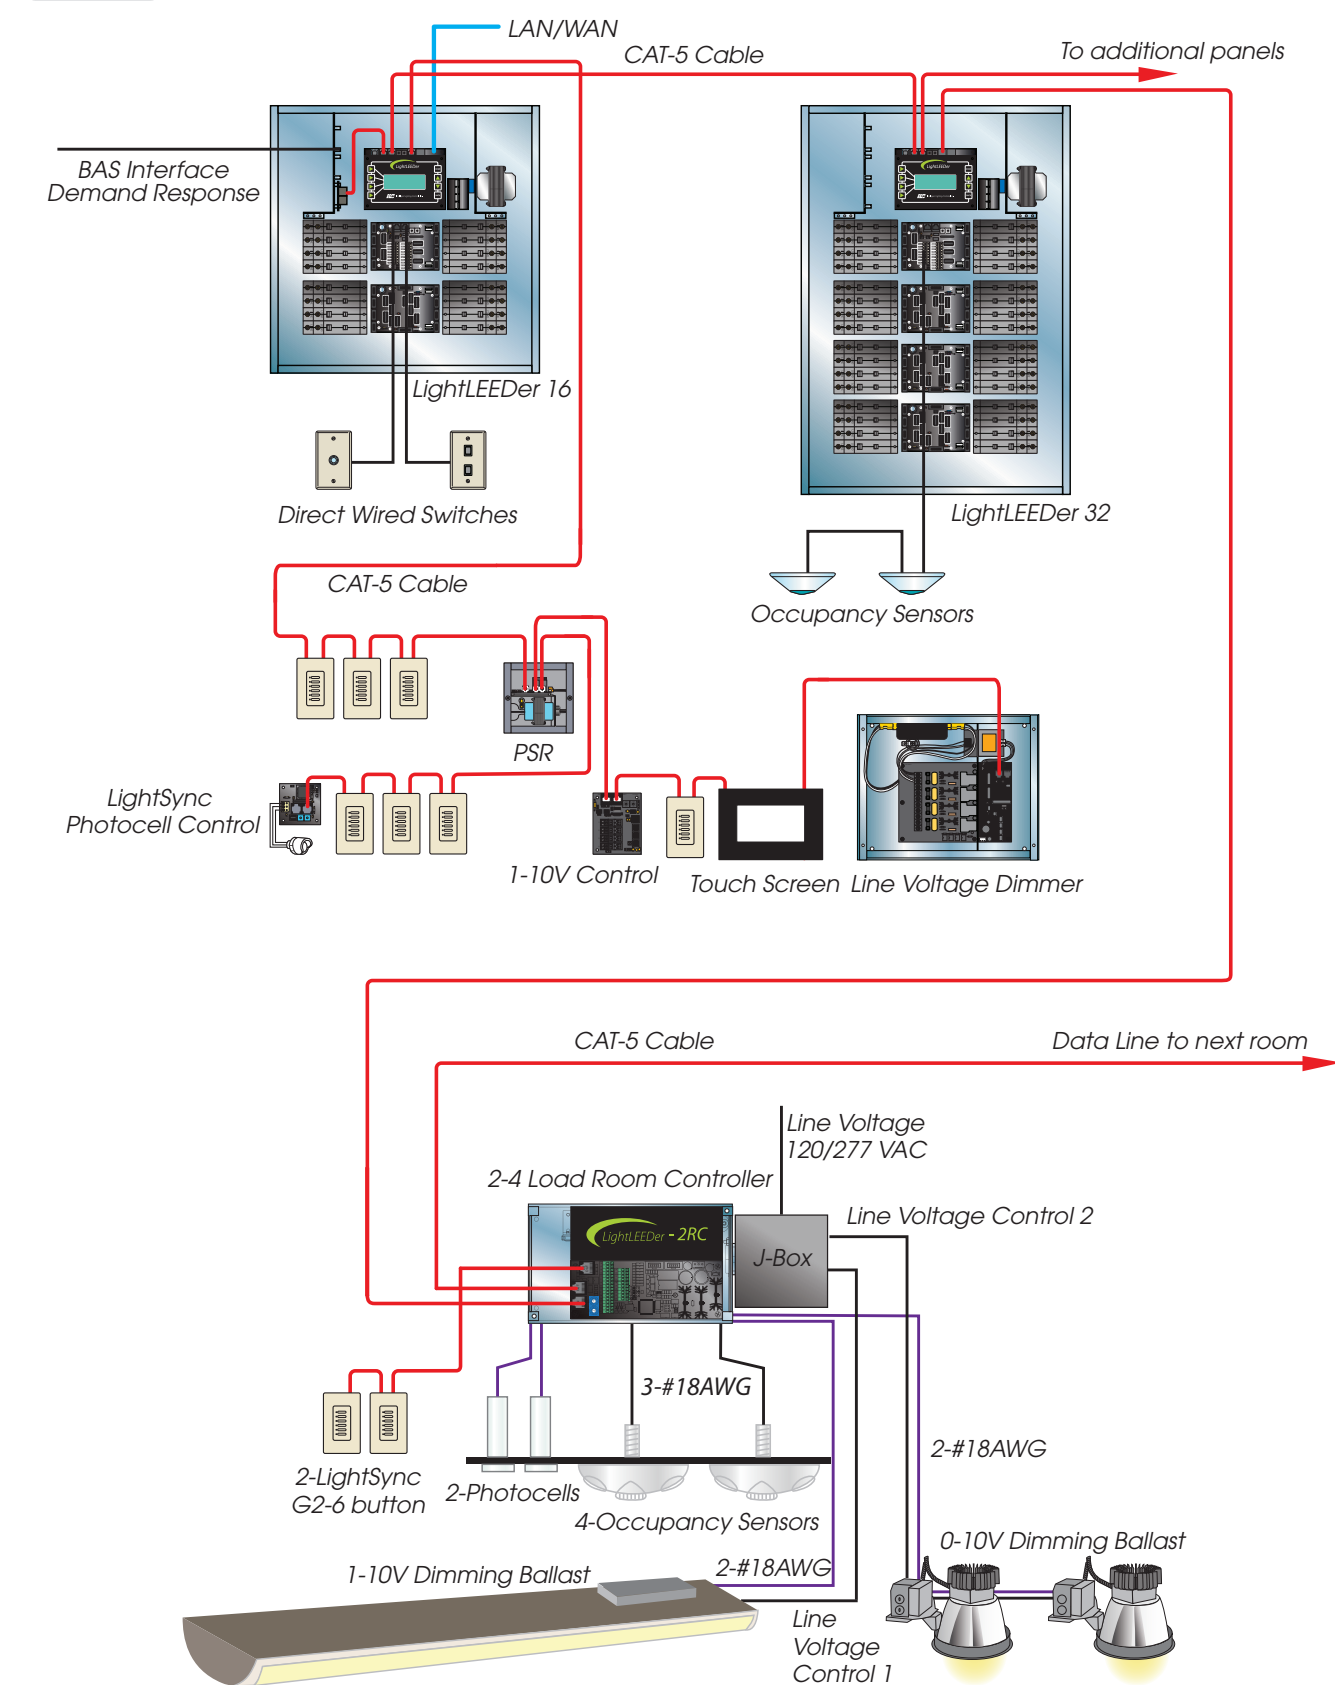 LAN/WAN
CAT-5 Cable
To additional panels
BAS Interface
Demand Response
LightLEEDer
LightLEEDer
LightLEEDer 16
LightLEEDer 32
Direct Wired Switches
Occupancy Sensors
CAT-5 Cable
PSR
LightSync
Photocell Control
1-10V Control
Touch Screen
Line Voltage Dimmer
CAT-5 Cable
Data Line to next room
Line Voltage
120/277 VAC
2-4 Load Room Controller
Line Voltage Control 2
LightLEEDer - 2RC
J-Box
3-#18AWG
2-#18AWG
2-LightSync
G2-6 button
2-Photocells
4-Occupancy Sensors
0-10V Dimming Ballast
1-10V Dimming Ballast
2-#18AWG
Line
Voltage
Control 1